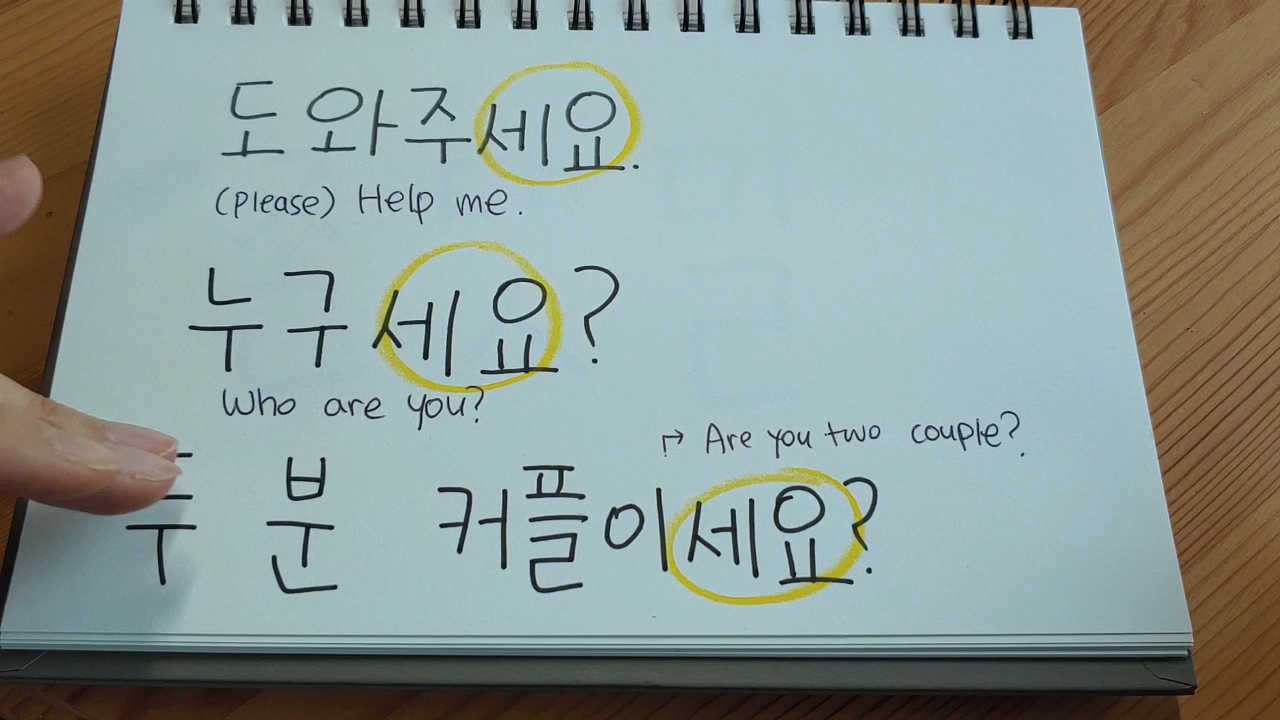 도와주세요.
(please) Help me.
누구세요?
Who are you?
↱ Are you two couple?
두 분 커플이세요?